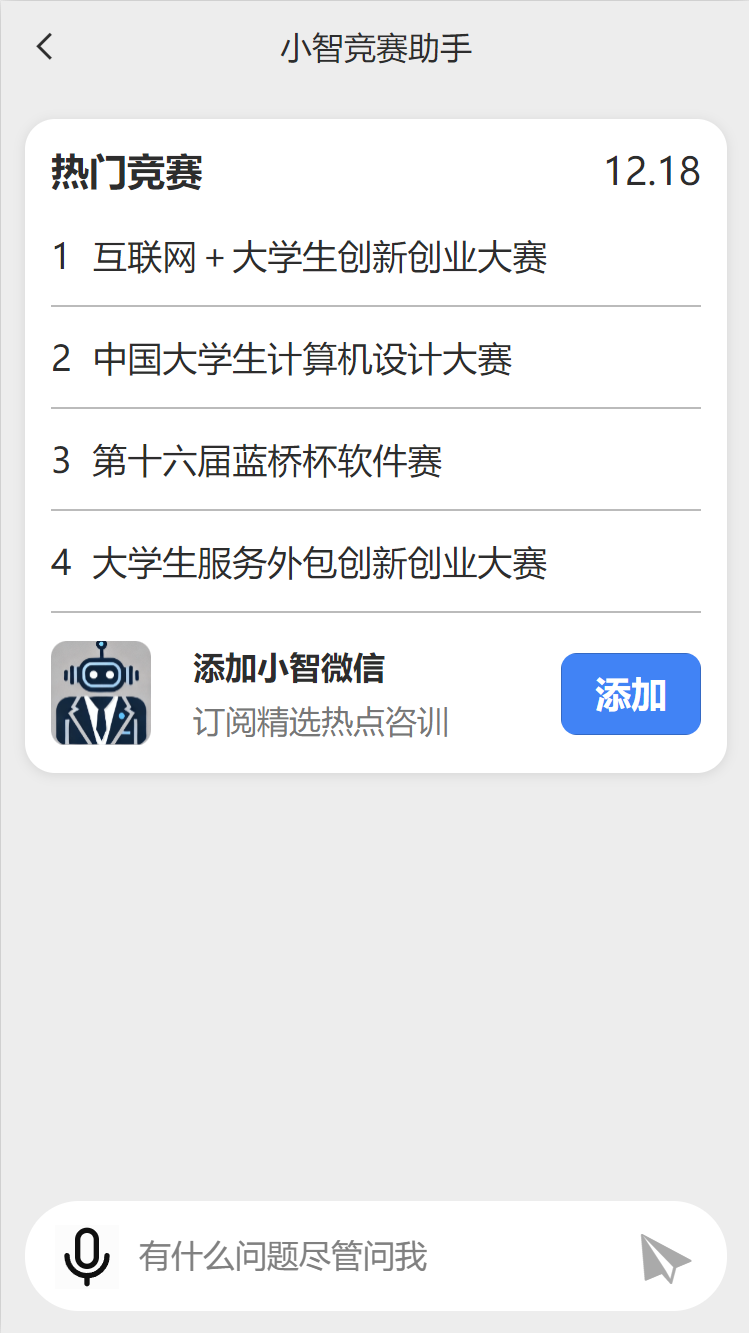 小智竞赛助手
热门竞赛 12.18
1 互联网+大学生创新创业大赛
2 中国大学生计算机设计大赛
3 第十六届蓝桥杯软件赛
4 大学生服务外包创新创业大赛
添加小智微信
订阅精选热点咨训
添加
有什么问题尽管问我